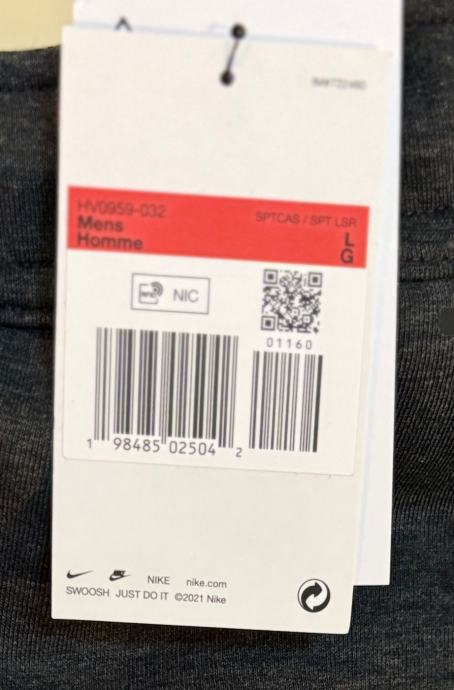 HV0959-032
Mens
Homme
SPTCAS / SPT LSR
L
G
RFID
NIC
01160
1 98485 02504 2
NIKE nike.com
SWOOSH JUST DO IT ©2021 Nike